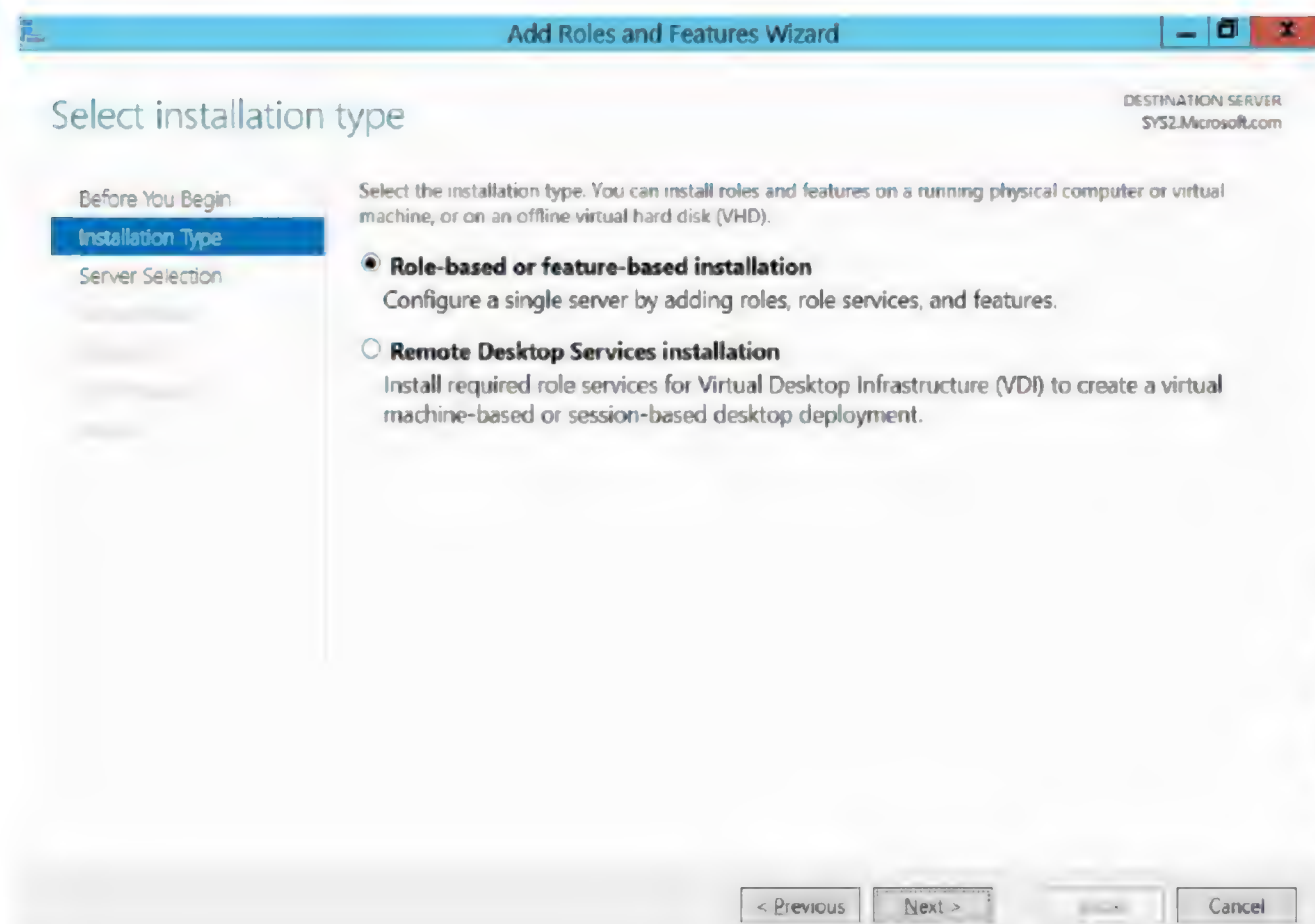 Add Roles and Features Wizard
Select installation type
DESTINATION SERVER
SYS2.Microsoft.com
Before You Begin
Installation Type
Server Selection
Select the installation type. You can install roles and features on a running physical computer or virtual
machine, or on an offline virtual hard disk (VHD).
Role-based or feature-based installation
Configure a single server by adding roles, role services, and features.
Remote Desktop Services installation
Install required role services for Virtual Desktop Infrastructure (VDI) to create a virtual
machine-based or session-based desktop deployment.
< Previous
Next >
Cancel